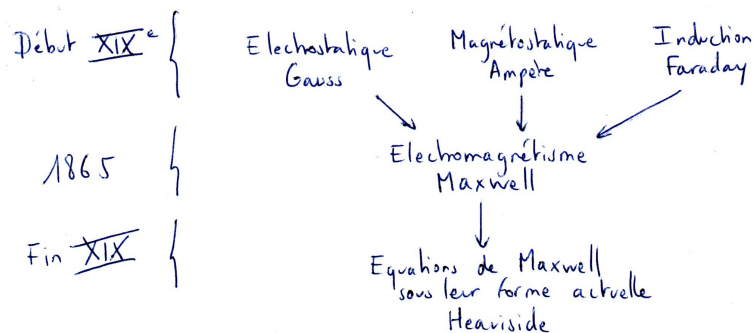 Début XIXe
Electrostatique
Gauss
Magnétostatique
Ampère
Induction
Faraday
1865
Electromagnétisme
Maxwell
Fin XIX
Equations de Maxwell
sous leur forme actuelle
Heaviside